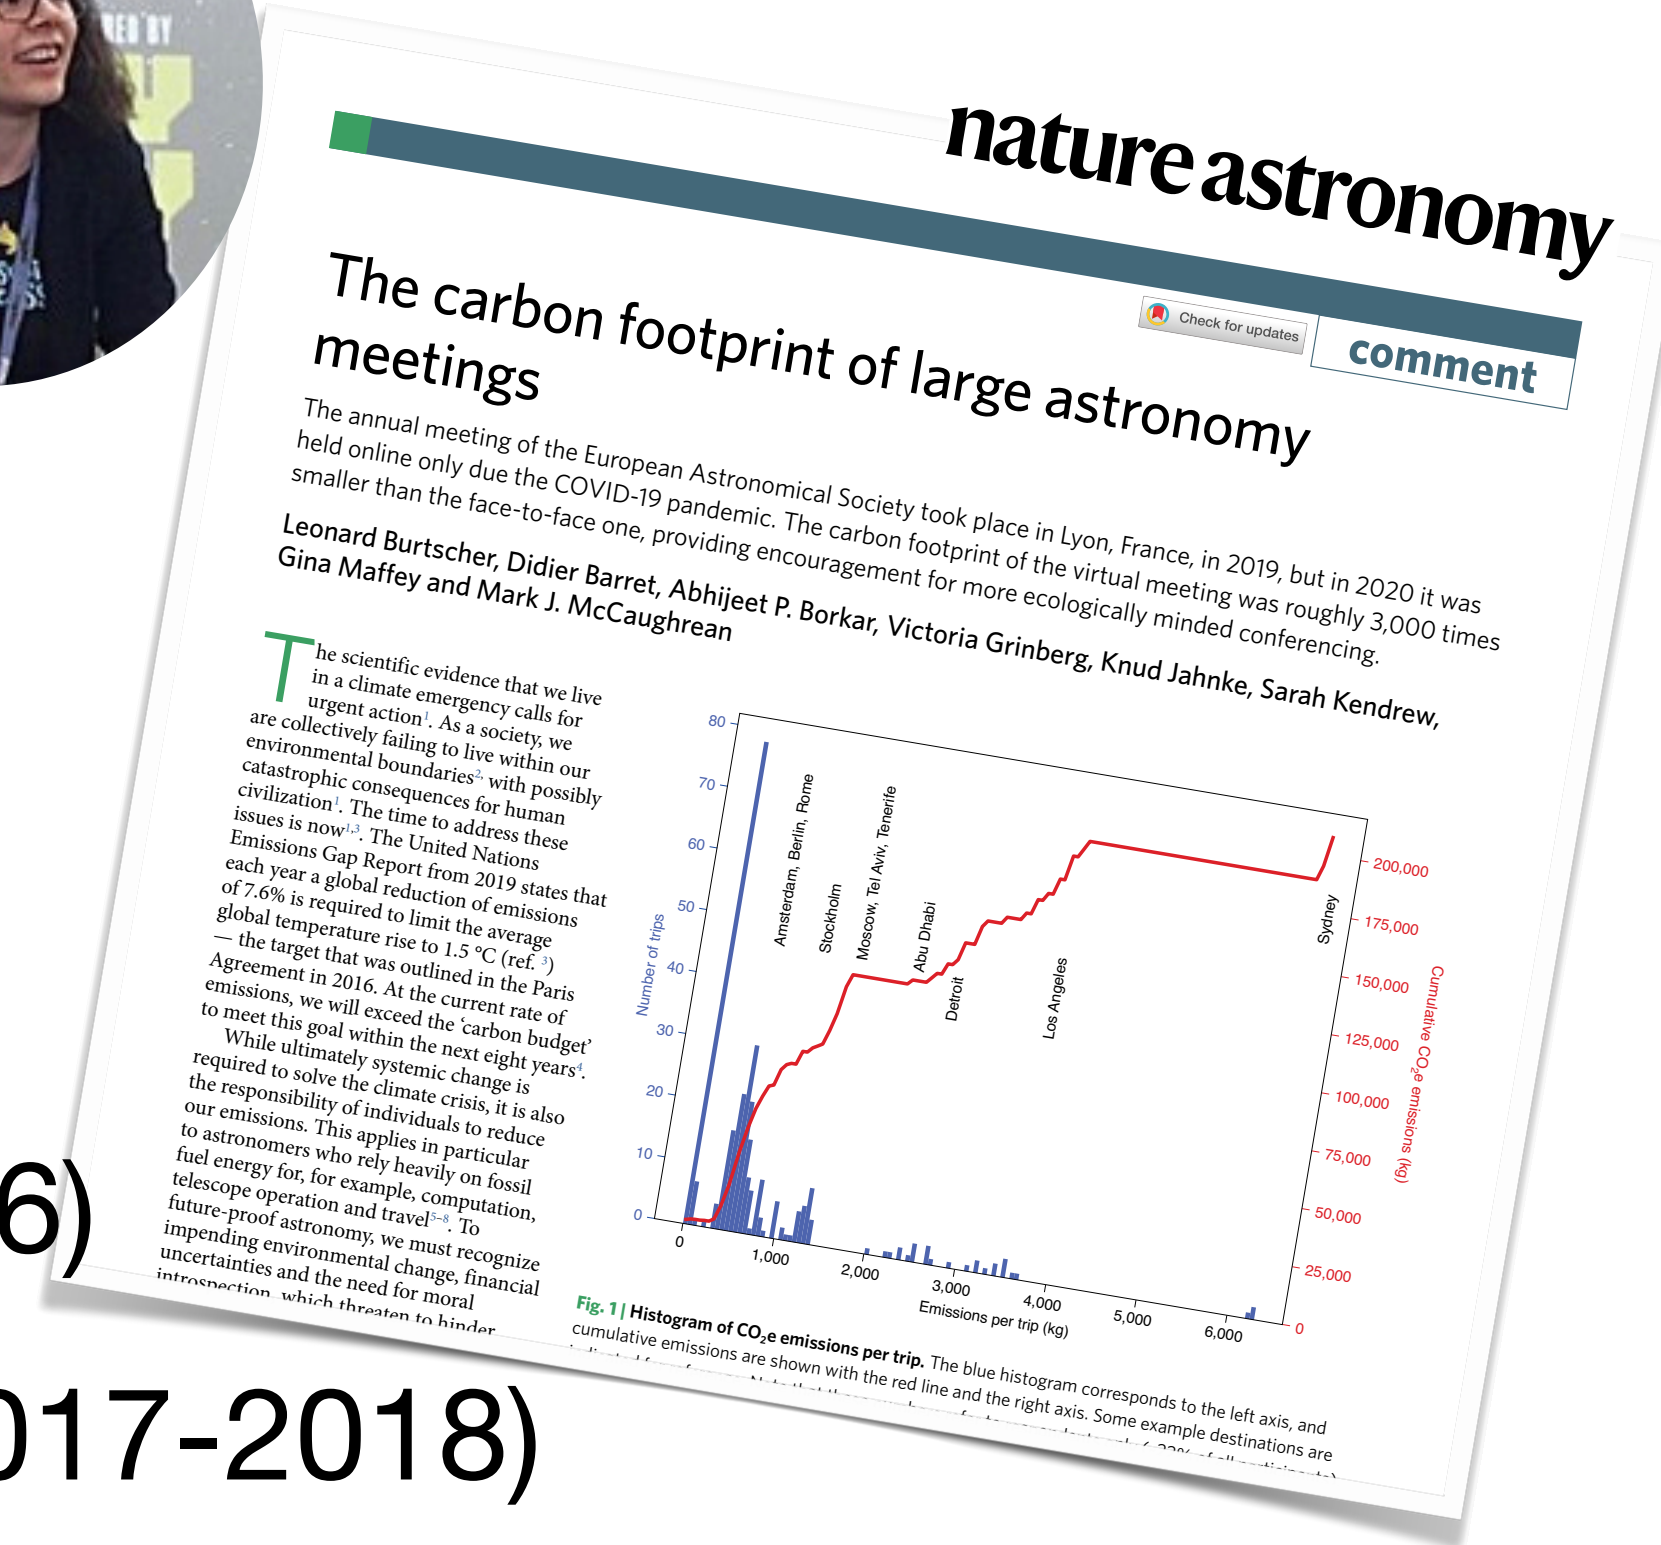 RED BY
nature astronomy
Check for updates
comment
The carbon footprint of large astronomy
meetings
The annual meeting of the European Astronomical Society took place in Lyon, France, in 2019, but in 2020 it was
held online only due the COVID-19 pandemic. The carbon footprint of the virtual meeting was roughly 3,000 times
smaller than the face-to-face one, providing encouragement for more ecologically minded conferencing.
Leonard Burtscher, Didier Barret, Abhijeet P. Borkar, Victoria Grinberg, Knud Jahnke, Sarah Kendrew,
Gina Maffey and Mark J. McCaughrean
The scientific evidence that we live
in a climate emergency calls for
urgent action1. As a society, we
are collectively failing to live within our
environmental boundaries2, with possibly
catastrophic consequences for human
civilization1. The time to address these
issues is now1,3. The United Nations
Emissions Gap Report from 2019 states that
each year a global reduction of emissions
of 7.6% is required to limit the average
global temperature rise to 1.5 °C (ref. 3)
— the target that was outlined in the Paris
Agreement in 2016. At the current rate of
emissions, we will exceed the ‘carbon budget’
to meet this goal within the next eight years4.
While ultimately systemic change is
required to solve the climate crisis, it is also
the responsibility of individuals to reduce
our emissions. This applies in particular
to astronomers who rely heavily on fossil
fuel energy for, for example, computation,
telescope operation and travel5–8. To
future-proof astronomy, we must recognize
impending environmental change, financial
uncertainties and the need for moral
introspection, which threaten to hinder
80
70
60
50
40
30
20
10
0
Number of trips
Amsterdam, Berlin, Rome
Stockholm
Moscow, Tel Aviv, Tenerife
Abu Dhabi
Detroit
Los Angeles
Sydney
200,000
175,000
150,000
125,000
100,000
75,000
50,000
25,000
0
Cumulative CO2e emissions (kg)
0
1,000
2,000
3,000
4,000
5,000
6,000
Emissions per trip (kg)
Fig. 1 | Histogram of CO2e emissions per trip. The blue histogram corresponds to the left axis, and
cumulative emissions are shown with the red line and the right axis. Some example destinations are
6)
017-2018)